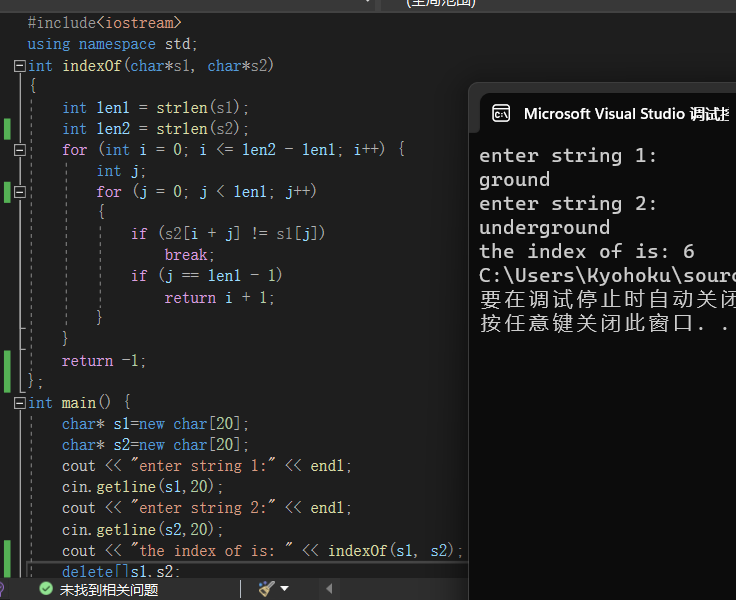 (全局范围)
#include<iostream>
using namespace std;
int indexOf(char*s1, char*s2)
{
int len1 = strlen(s1);
int len2 = strlen(s2);
for (int i = 0; i <= len2 - len1; i++) {
int j;
for (j = 0; j < len1; j++)
{
if (s2[i + j] != s1[j])
break;
if (j == len1 - 1)
return i + 1;
}
}
return -1;
};
int main() {
char* s1=new char[20];
char* s2=new char[20];
cout << "enter string 1:" << endl;
cin.getline(s1,20);
cout << "enter string 2:" << endl;
cin.getline(s2,20);
cout << "the index of is: " << indexOf(s1, s2);
delete[]s1,s2;
未找到相关问题
Microsoft Visual Studio 调试
enter string 1:
ground
enter string 2:
underground
the index of is: 6
C:\Users\Kyohoku\sourc
要在调试停止时自动关闭
按任意键关闭此窗口. .